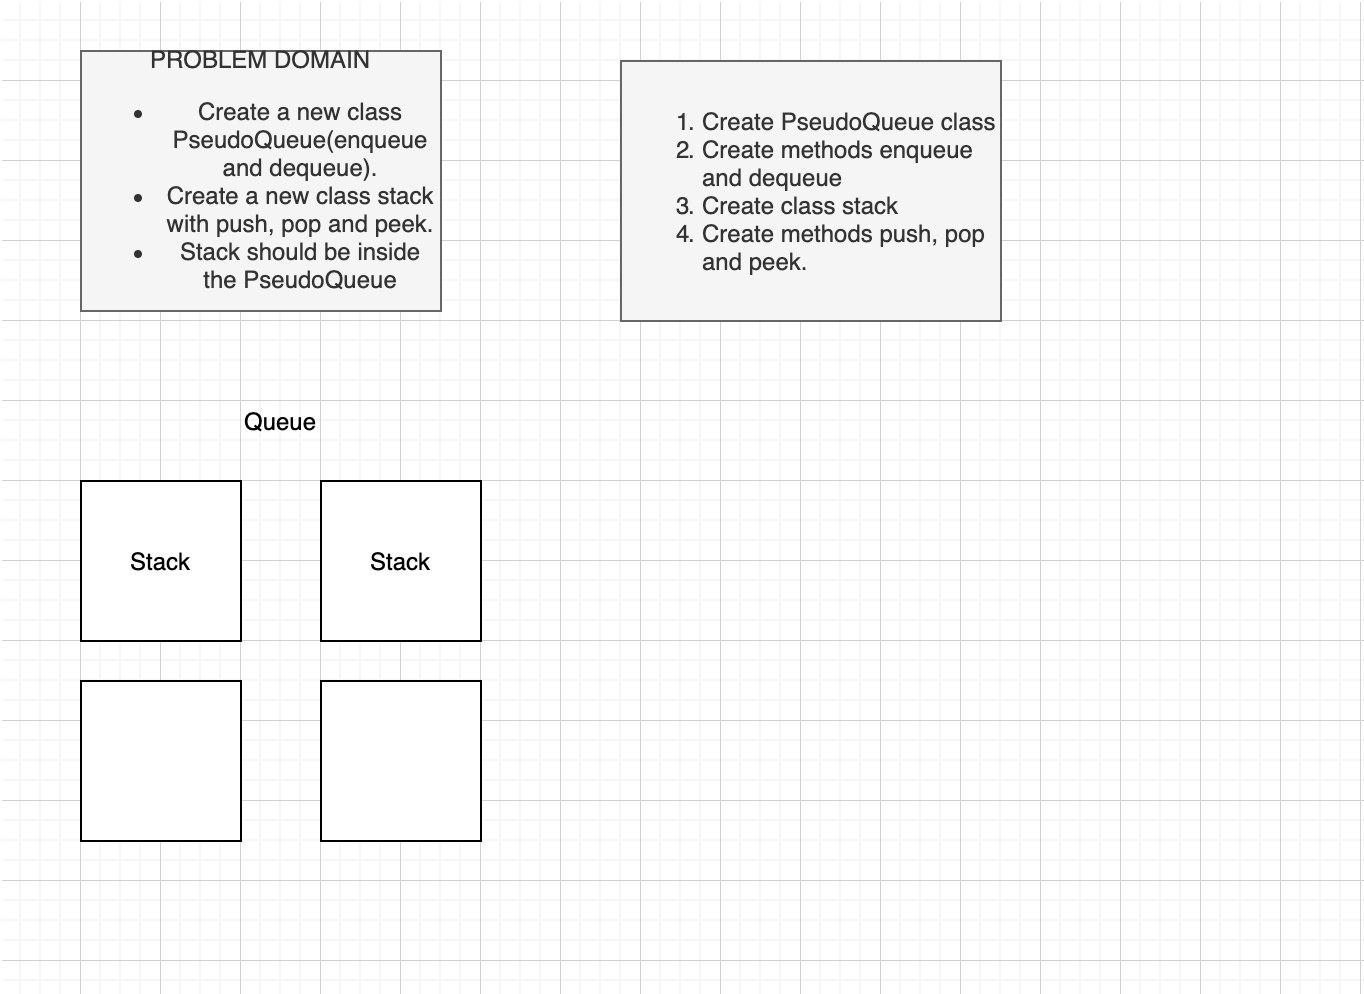 PROBLEM DOMAIN
• Create a new class
PseudoQueue(enqueue
and dequeue).
• Create a new class stack
with push, pop and peek.
• Stack should be inside
the PseudoQueue
1. Create PseudoQueue class
2. Create methods enqueue
and dequeue
3. Create class stack
4. Create methods push, pop
and peek.
Queue
Stack
Stack